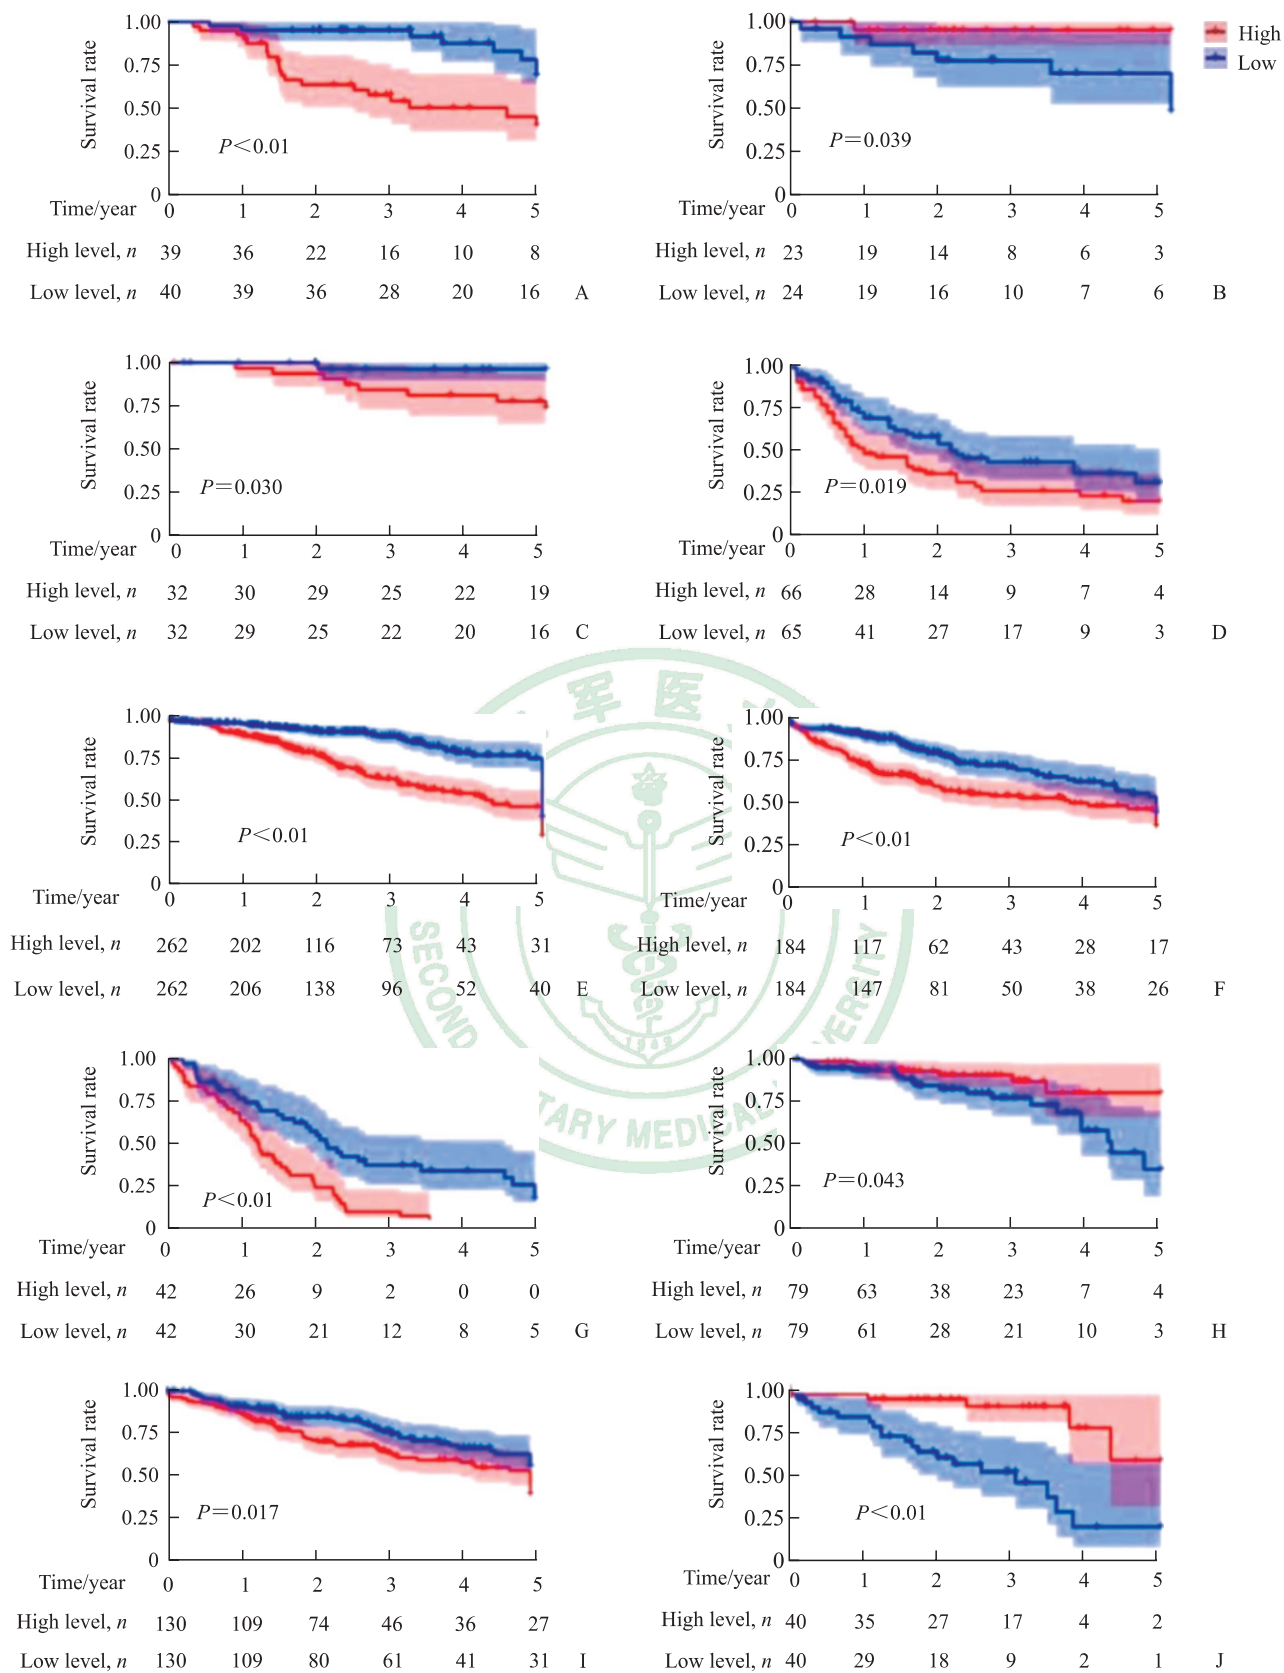 High
Low
Survival rate
1.00
0.75
0.50
0.25
0
P<0.01
Time/year 0 1 2 3 4 5
High level, n 39 36 22 16 10 8
Low level, n 40 39 36 28 20 16 A
Survival rate
1.00
0.75
0.50
0.25
0
P=0.039
Time/year 0 1 2 3 4 5
High level, n 23 19 14 8 6 3
Low level, n 24 19 16 10 7 6 B
Survival rate
1.00
0.75
0.50
0.25
0
P=0.030
Time/year 0 1 2 3 4 5
High level, n 32 30 29 25 22 19
Low level, n 32 29 25 22 20 16 C
Survival rate
1.00
0.75
0.50
0.25
0
P=0.019
Time/year 0 1 2 3 4 5
High level, n 66 28 14 9 7 4
Low level, n 65 41 27 17 9 3 D
Survival rate
1.00
0.75
0.50
0.25
0
P<0.01
Time/year 0 1 2 3 4 5
High level, n 262 202 116 73 43 31
Low level, n 262 206 138 96 52 40 E
Survival rate
1.00
0.75
0.50
0.25
0
P<0.01
Time/year 0 1 2 3 4 5
High level, n 184 117 62 43 28 17
Low level, n 184 147 81 50 38 26 F
Survival rate
1.00
0.75
0.50
0.25
0
P<0.01
Time/year 0 1 2 3 4 5
High level, n 42 26 9 2 0 0
Low level, n 42 30 21 12 8 5 G
Survival rate
1.00
0.75
0.50
0.25
0
P=0.043
Time/year 0 1 2 3 4 5
High level, n 79 63 38 23 7 4
Low level, n 79 61 28 21 10 3 H
Survival rate
1.00
0.75
0.50
0.25
0
P=0.017
Time/year 0 1 2 3 4 5
High level, n 130 109 74 46 36 27
Low level, n 130 109 80 61 41 31 I
Survival rate
1.00
0.75
0.50
0.25
0
P<0.01
Time/year 0 1 2 3 4 5
High level, n 40 35 27 17 4 2
Low level, n 40 29 18 9 2 1 J
军医
SECOND
TARY MEDICAL
VERSITY
1949